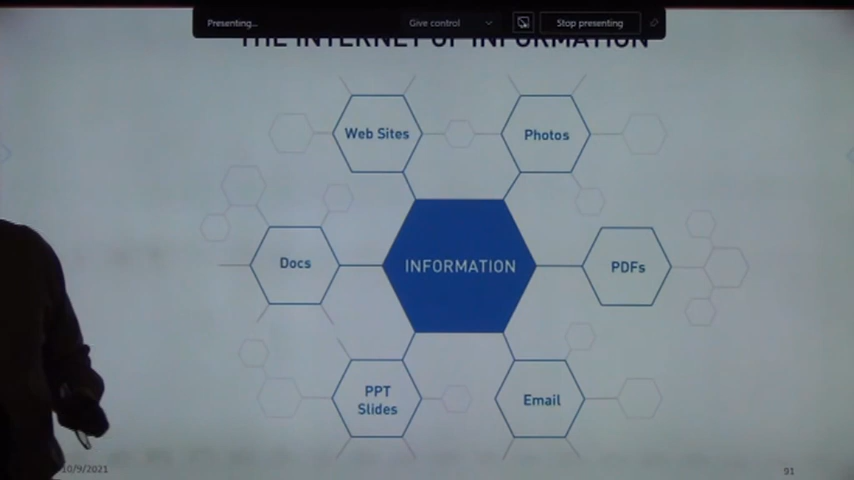 Presenting...
Give control
Stop presenting
THE INTERNET OF INFORMATION
Web Sites
Photos
Docs
INFORMATION
PDFs
PPT
Slides
Email
10/9/2021
91